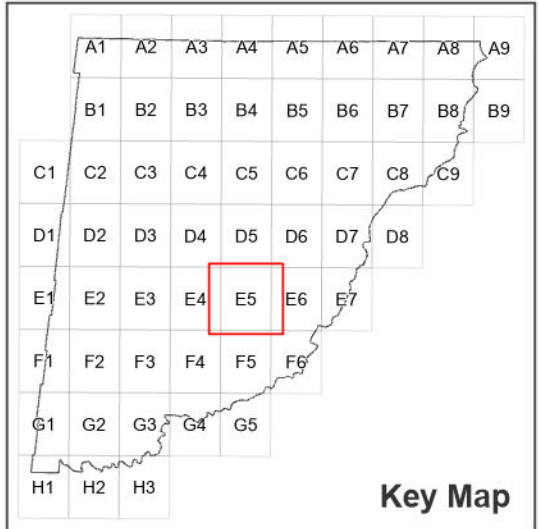 A1 A2 A3 A4 A5 A6 A7 A8 A9
B1 B2 B3 B4 B5 B6 B7 B8 B9
C1 C2 C3 C4 C5 C6 C7 C8 C9
D1 D2 D3 D4 D5 D6 D7 D8
E1 E2 E3 E4 E5 E6 E7
F1 F2 F3 F4 F5 F6
G1 G2 G3 G4 G5
H1 H2 H3
Key Map